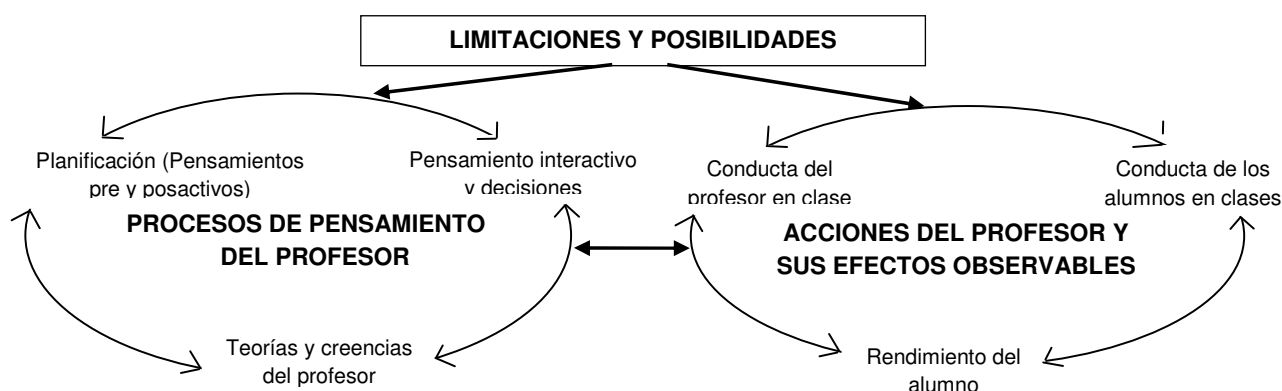 LIMITACIONES Y POSIBILIDADES
Planificación (Pensamientos
pre y posactivos)
Pensamiento interactivo
y decisiones
PROCESOS DE PENSAMIENTO
DEL PROFESOR
Teorías y creencias
del profesor
Conducta del
profesor en clase
Conducta de los
alumnos en clases
ACCIONES DEL PROFESOR Y
SUS EFECTOS OBSERVABLES
Rendimiento del
alumno